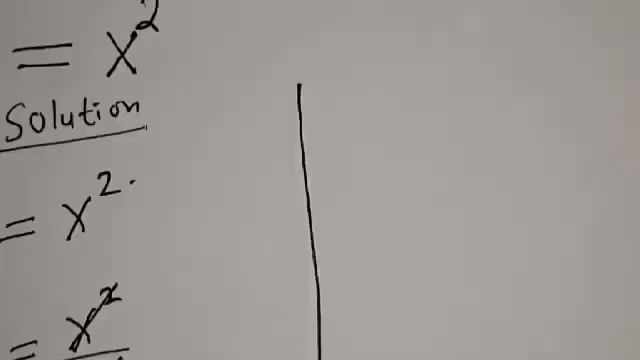 = x²
Solution
= x².
= x²